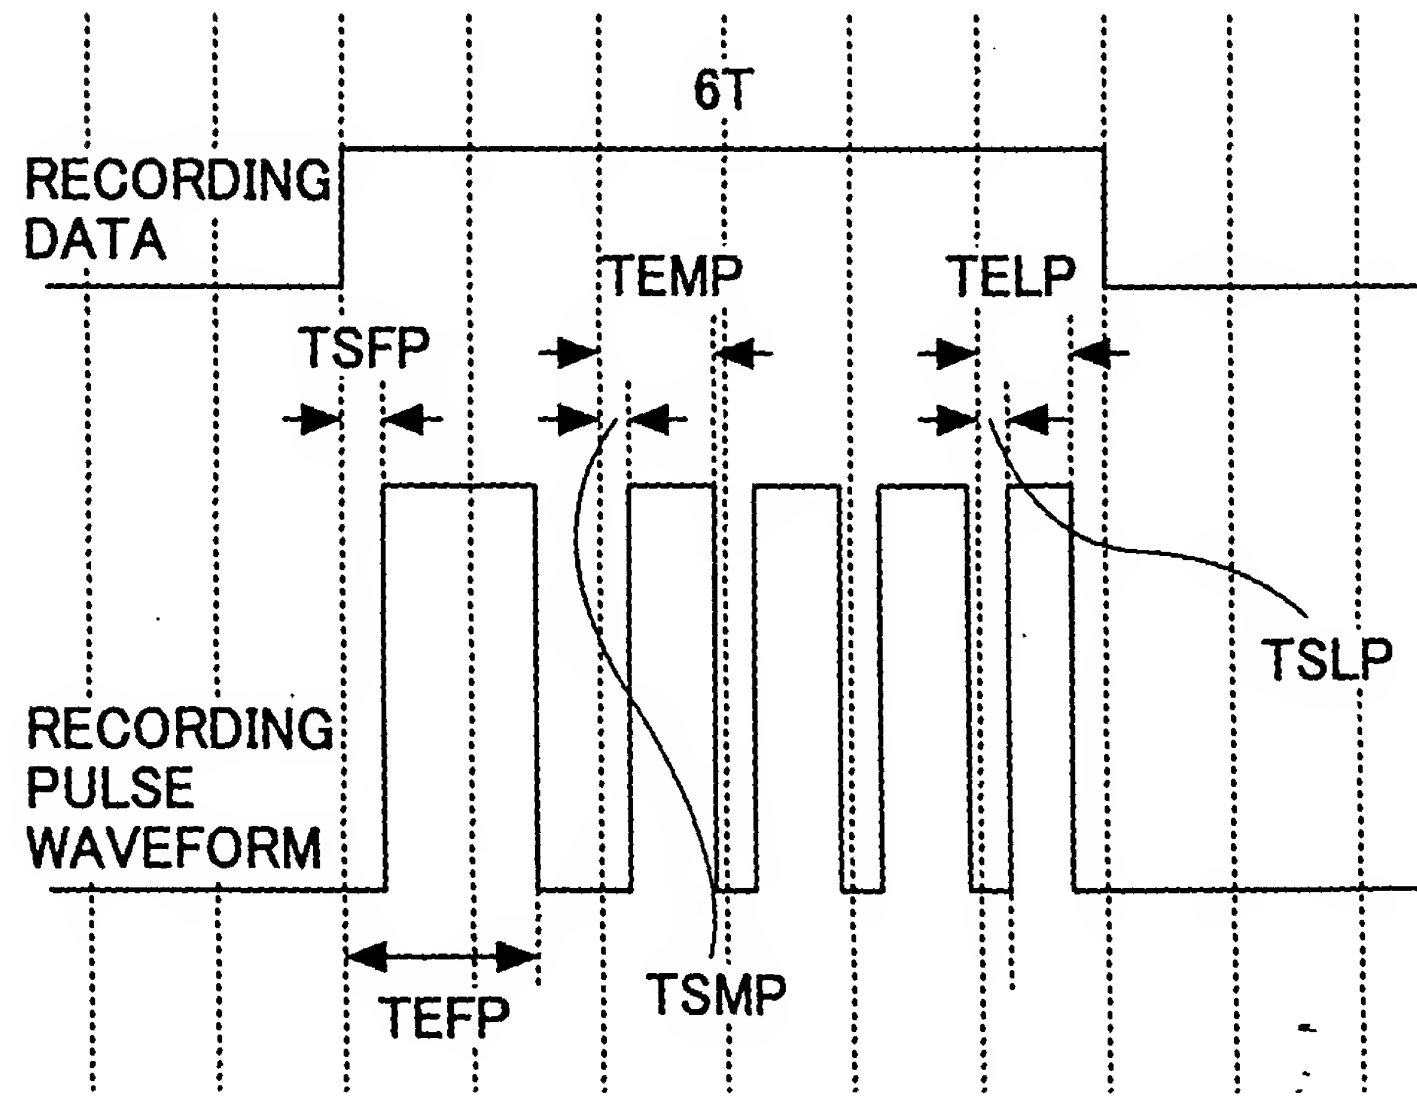 6T
RECORDING
DATA
TEMP
TELP
TSFP
TSLP
RECORDING
PULSE
WAVEFORM
TSMP
TEFP